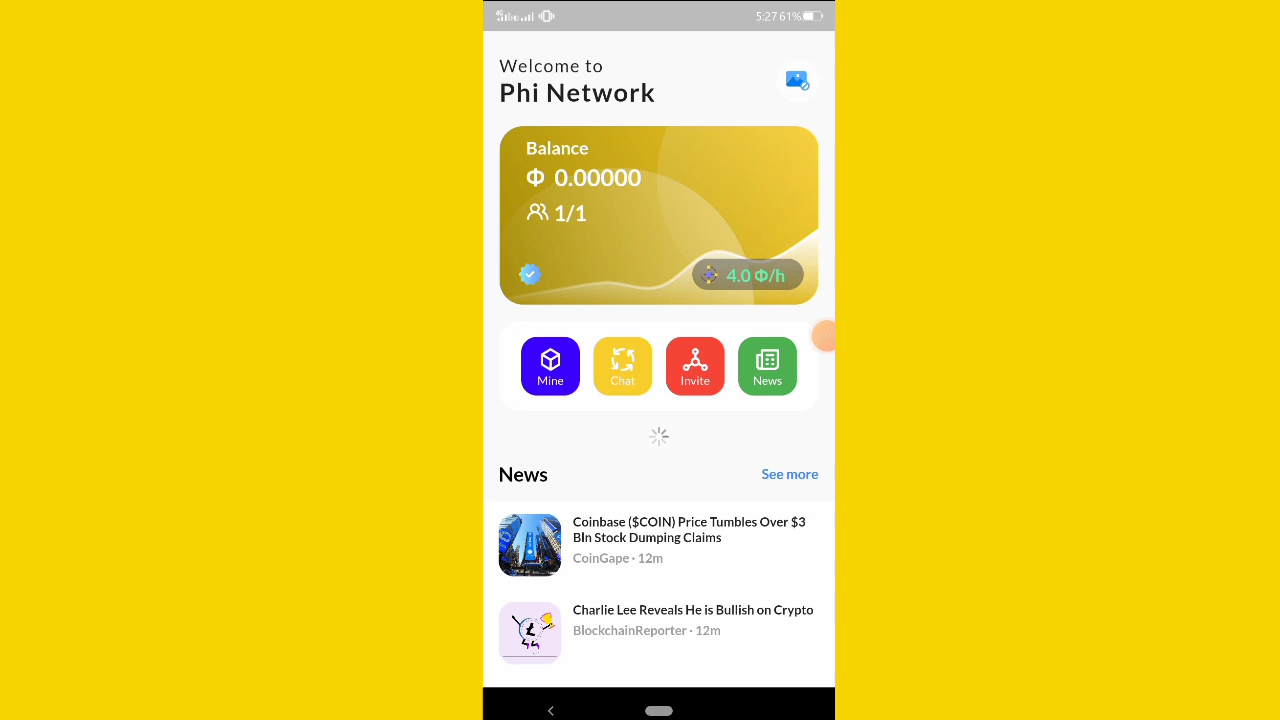 4G
5:27 61%
Welcome to
Phi Network
Balance
Φ 0.00000
1/1
4.0 Φ/h
Mine
Chat
Invite
News
News
See more
Coinbase ($COIN) Price Tumbles Over $3
Bln Stock Dumping Claims
CoinGape · 12m
Charlie Lee Reveals He is Bullish on Crypto
BlockchainReporter · 12m